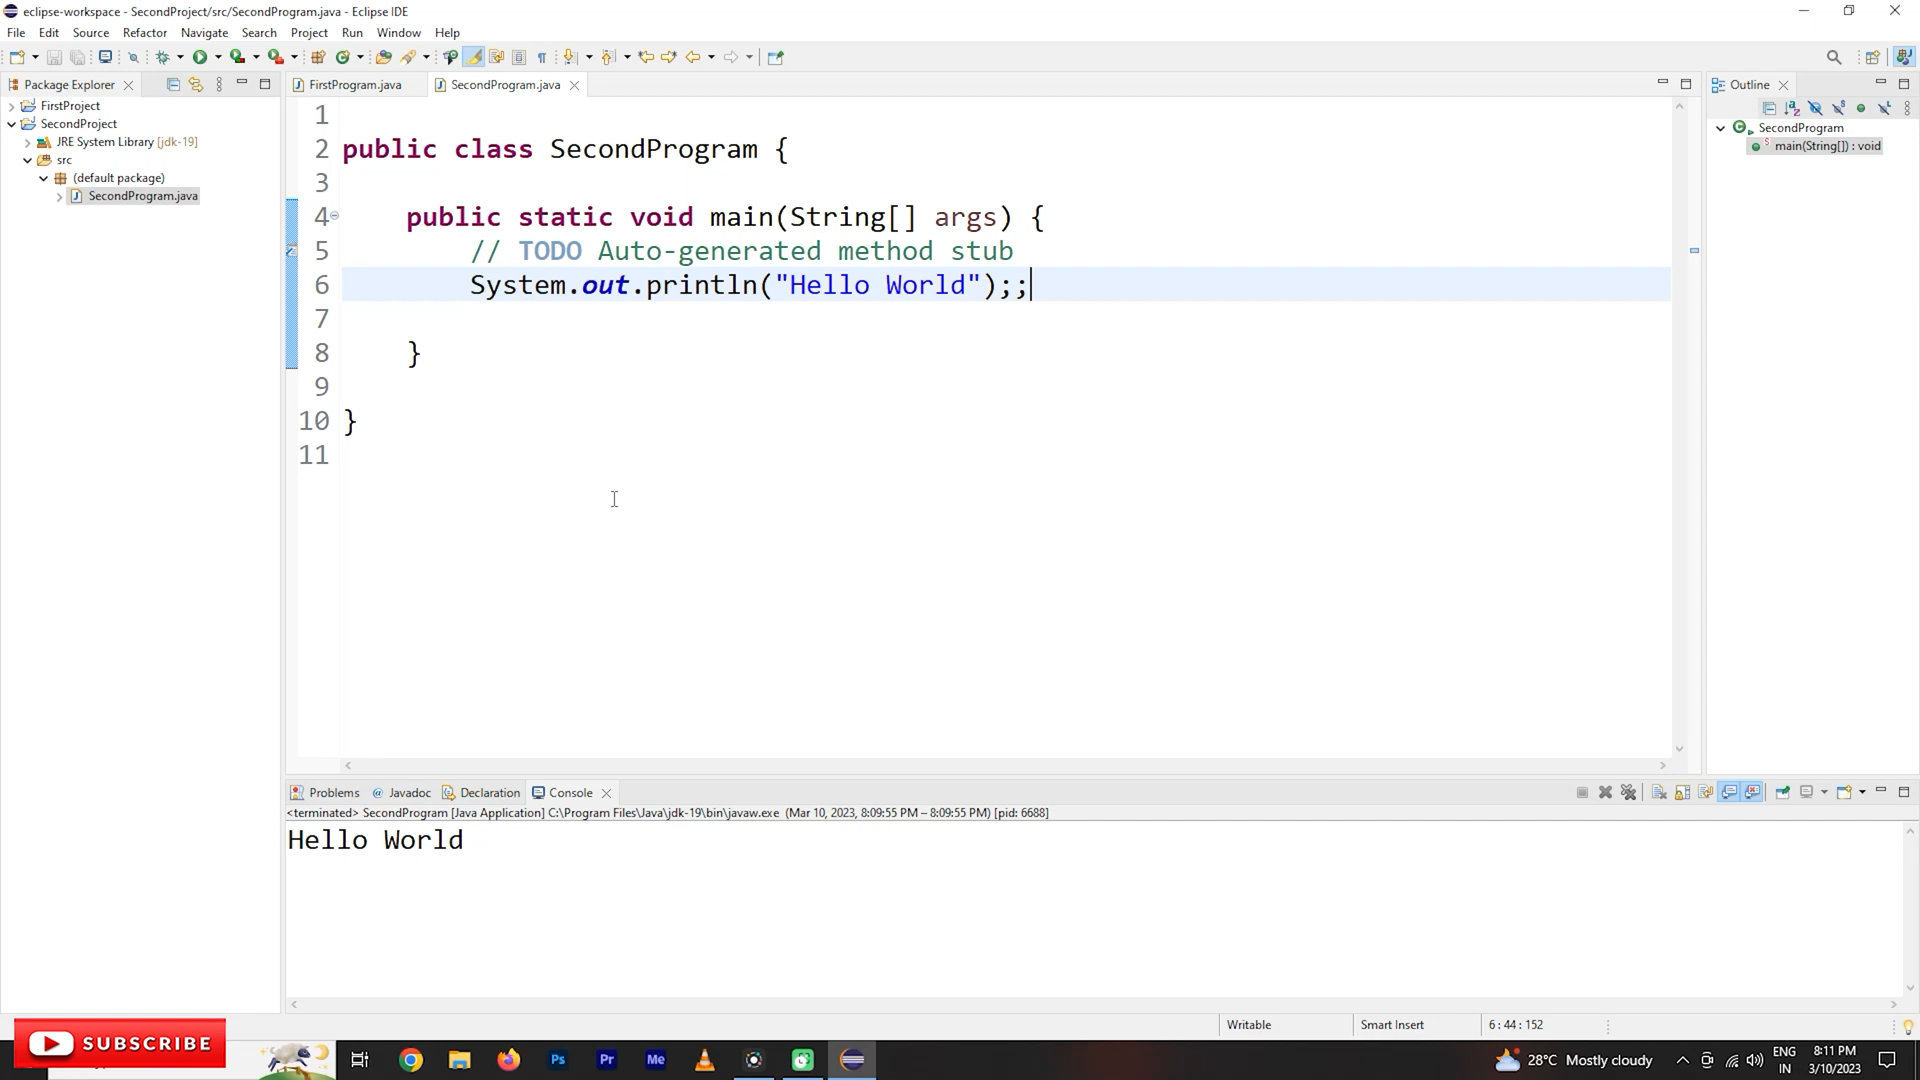 eclipse-workspace - SecondProject/src/SecondProgram.java - Eclipse IDE
File Edit Source Refactor Navigate Search Project Run Window Help
Package Explorer
FirstProject
SecondProject
JRE System Library [jdk-19]
src
(default package)
SecondProgram.java
FirstProgram.java SecondProgram.java
1
2 public class SecondProgram {
3
4 public static void main(String[] args) {
5 // TODO Auto-generated method stub
6 System.out.println("Hello World");;
7
8 }
9
10 }
11
Outline
SecondProgram
main(String[]) : void
Problems Javadoc Declaration Console
<terminated> SecondProgram [Java Application] C:\Program Files\Java\jdk-19\bin\javaw.exe (Mar 10, 2023, 8:09:55 PM – 8:09:55 PM) [pid: 6688]
Hello World
Writable Smart Insert 6 : 44 : 152
SUBSCRIBE
Ps Pr Me
28°C Mostly cloudy
ENG
IN
8:11 PM
3/10/2023